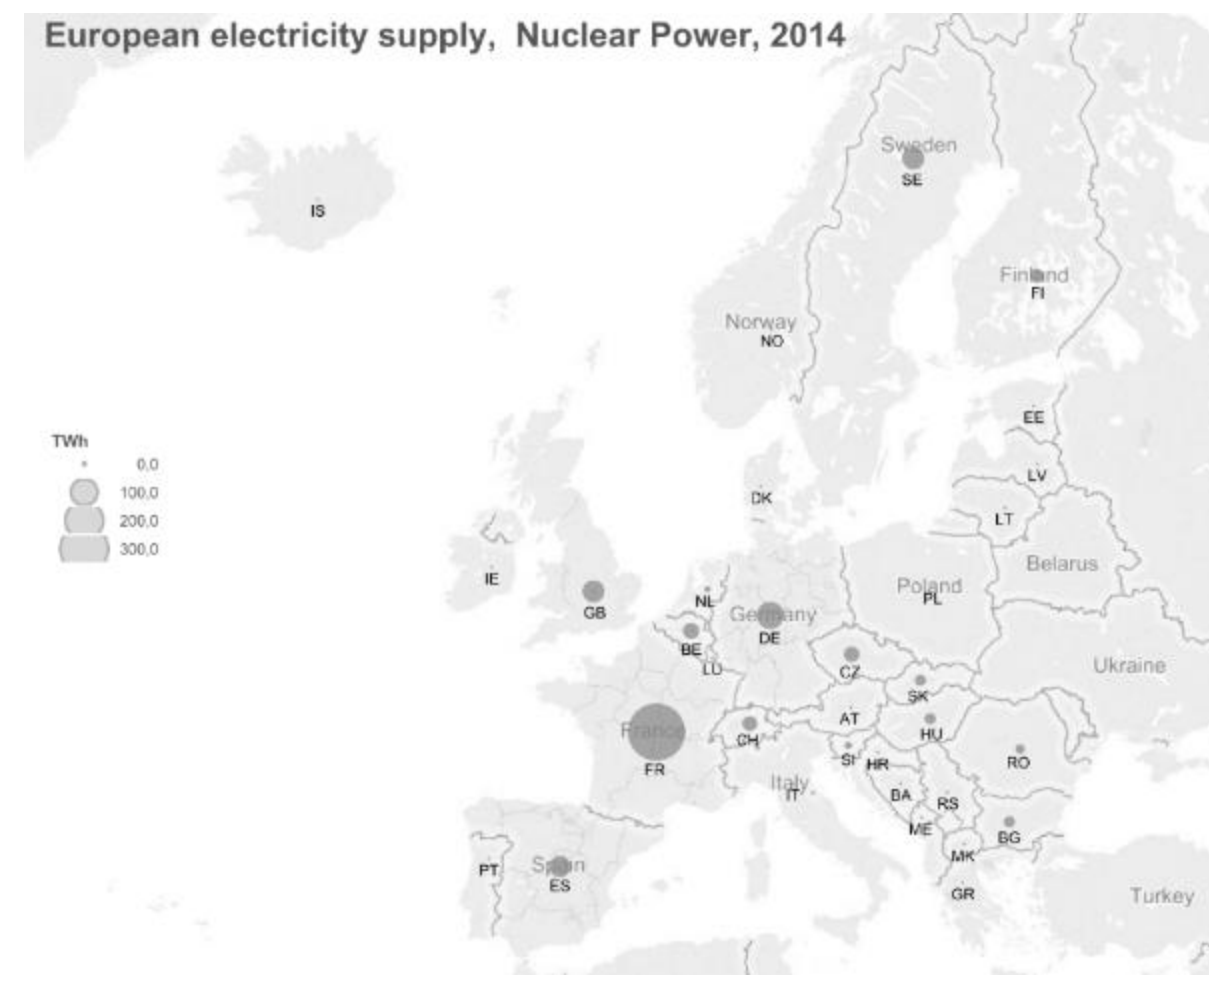 European electricity supply,  Nuclear Power, 2014
Sweden
SE
IS
Finland
FI
Norway
NO
EE
TWh
0,0
100,0
200,0
300,0
LV
DK
LT
Belarus
IE
GB
NL
Germany
DE
Poland
PL
BE
LU
CZ
Ukraine
SK
AT
HU
France
FR
CH
SI
HR
RO
Italy
IT
BA
RS
ME
BG
MK
PT
Spain
ES
GR
Turkey